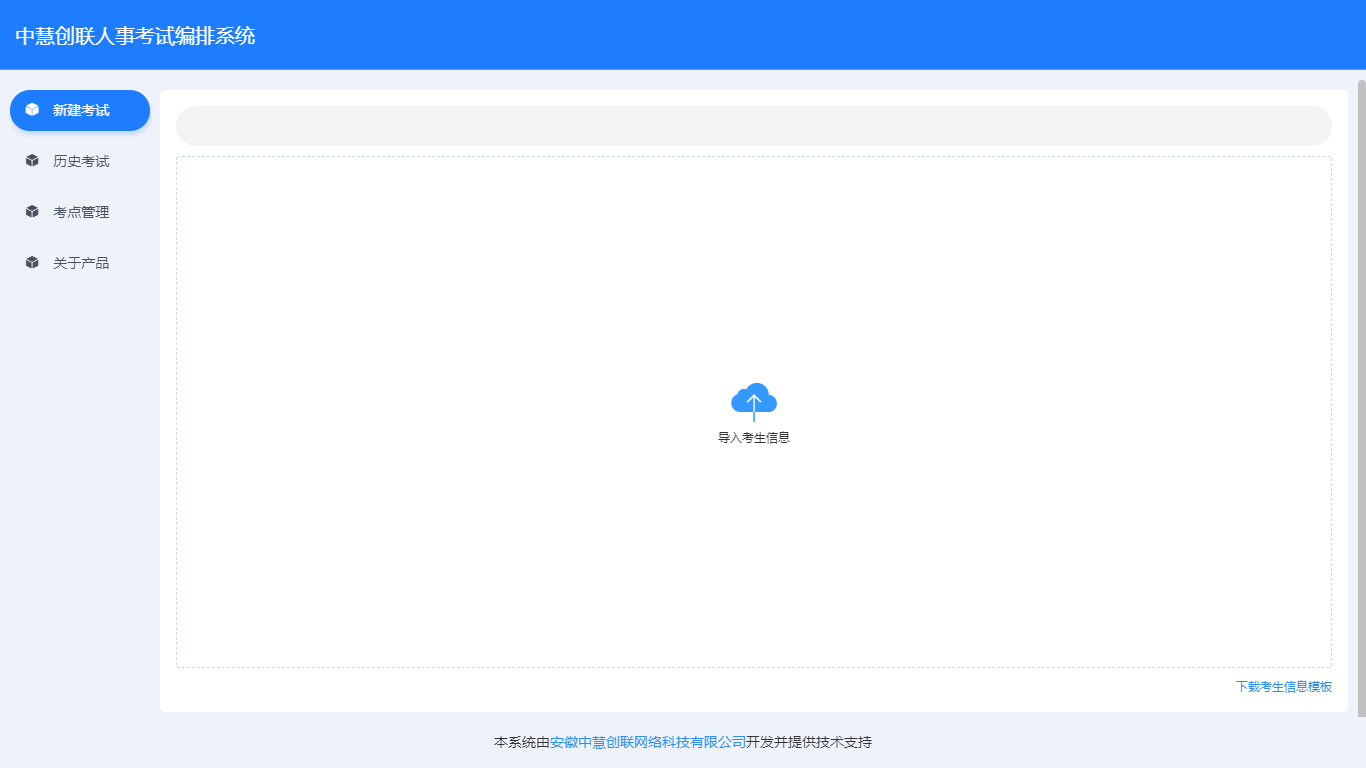 中慧创联人事考试编排系统
新建考试
历史考试
考点管理
关于产品
导入考生信息
下载考生信息模板
本系统由安徽中慧创联网络科技有限公司开发并提供技术支持